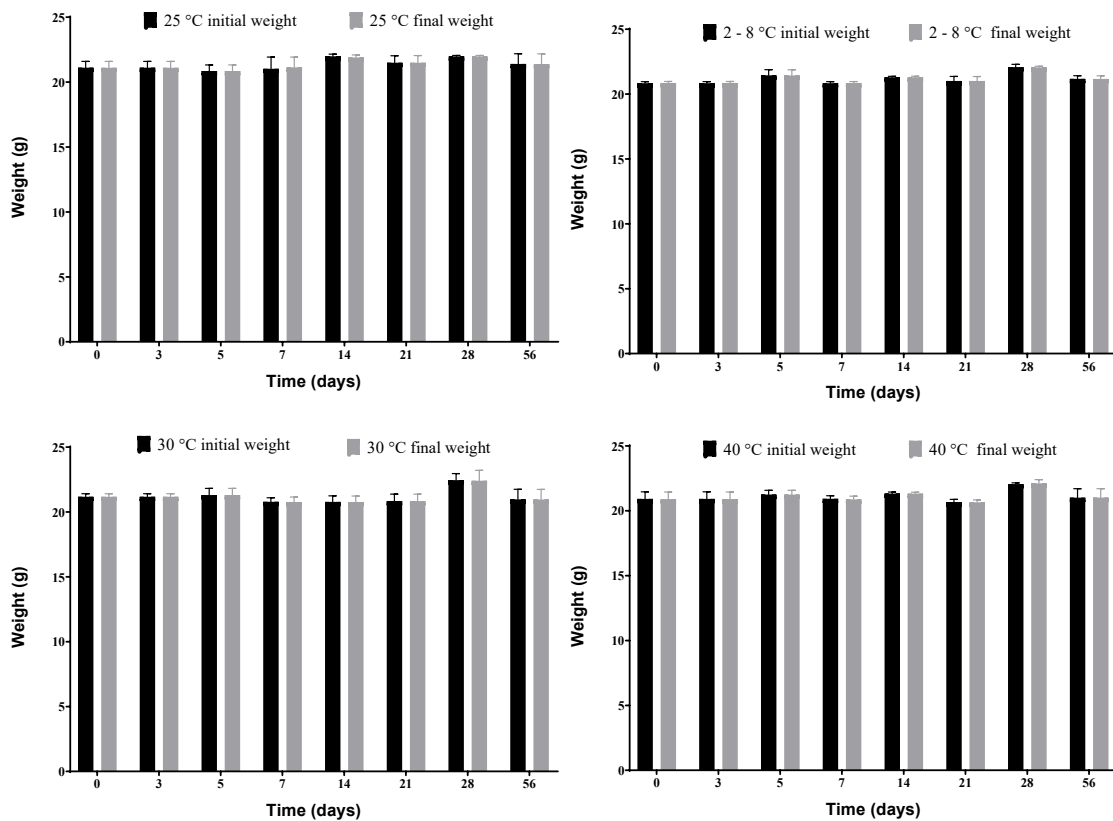 25 °C initial weight 25 °C final weight
25
20
15
10
5
0
Weight (g)
0 3 5 7 14 21 28 56
Time (days)
2 - 8 °C initial weight 2 - 8 °C final weight
25
20
15
10
5
0
Weight (g)
0 3 5 7 14 21 28 56
Time (days)
30 °C initial weight 30 °C final weight
25
20
15
10
5
0
Weight (g)
0 3 5 7 14 21 28 56
Time (days)
40 °C initial weight 40 °C final weight
25
20
15
10
5
0
Weight (g)
0 3 5 7 14 21 28 56
Time (days)